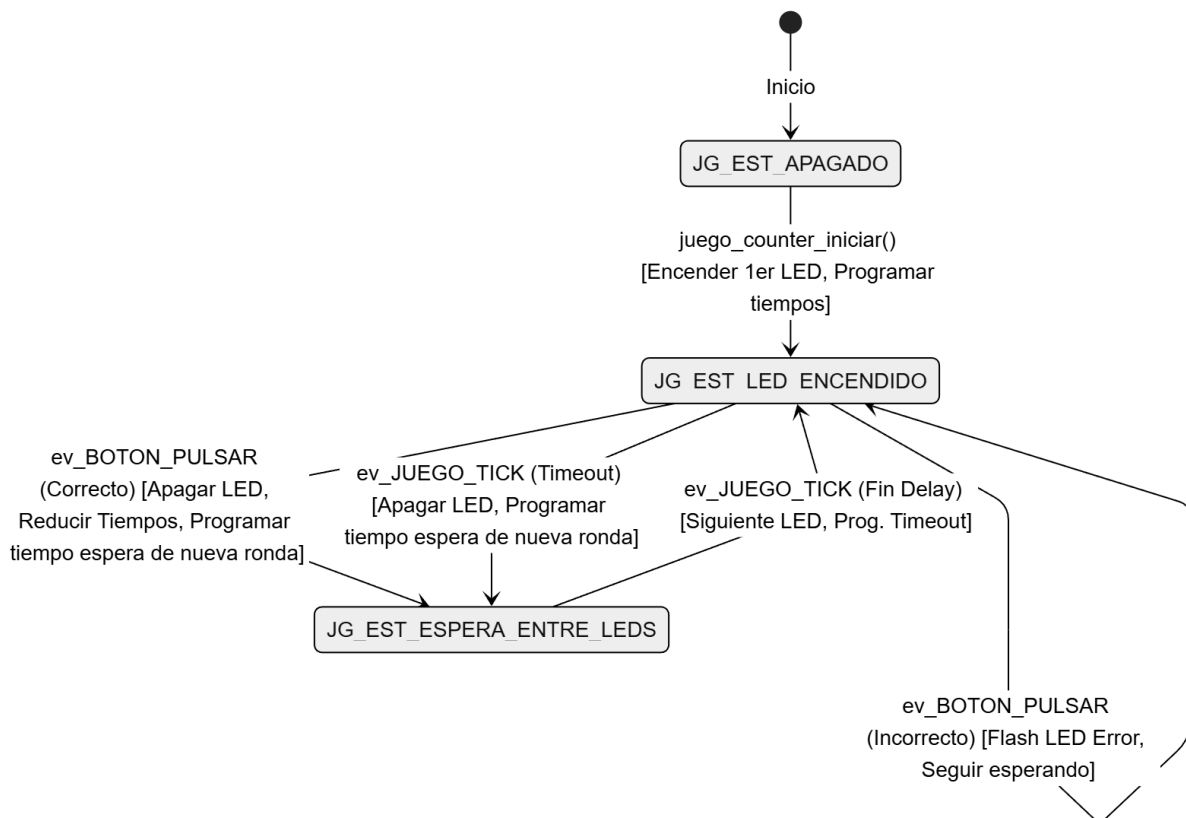 Inicio
JG_EST_APAGADO
juego_counter_iniciar()
[Encender 1er LED, Programar
tiempos]
JG_EST_LED_ENCENDIDO
ev_BOTON_PULSAR
(Correcto) [Apagar LED,
Reducir Tiempos, Programar
tiempo espera de nueva ronda]
ev_JUEGO_TICK (Timeout)
[Apagar LED, Programar
tiempo espera de nueva ronda]
ev_JUEGO_TICK (Fin Delay)
[Siguiente LED, Prog. Timeout]
JG_EST_ESPERA_ENTRE_LEDS
ev_BOTON_PULSAR
(Incorrecto) [Flash LED Error,
Seguir esperando]